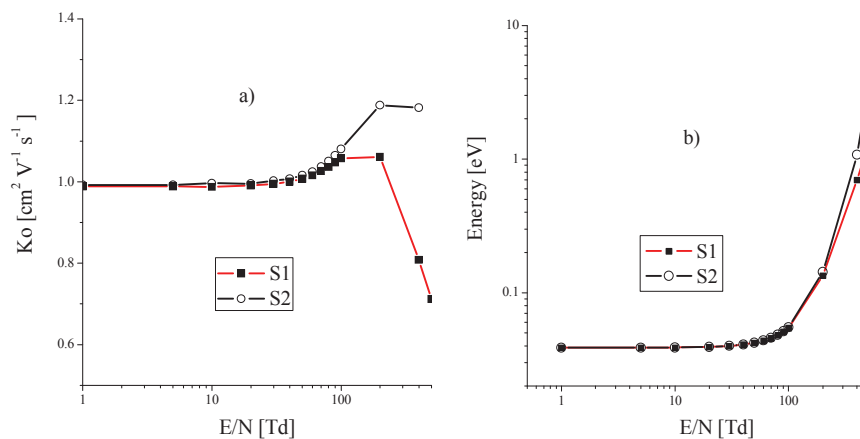 1.4
1.2
1.0
0.8
0.6
Ko [cm² V⁻¹ s⁻¹]
a)
S1
S2
1
10
100
E/N [Td]
10
1
0.1
Energy [eV]
b)
S1
S2
1
10
100
E/N [Td]